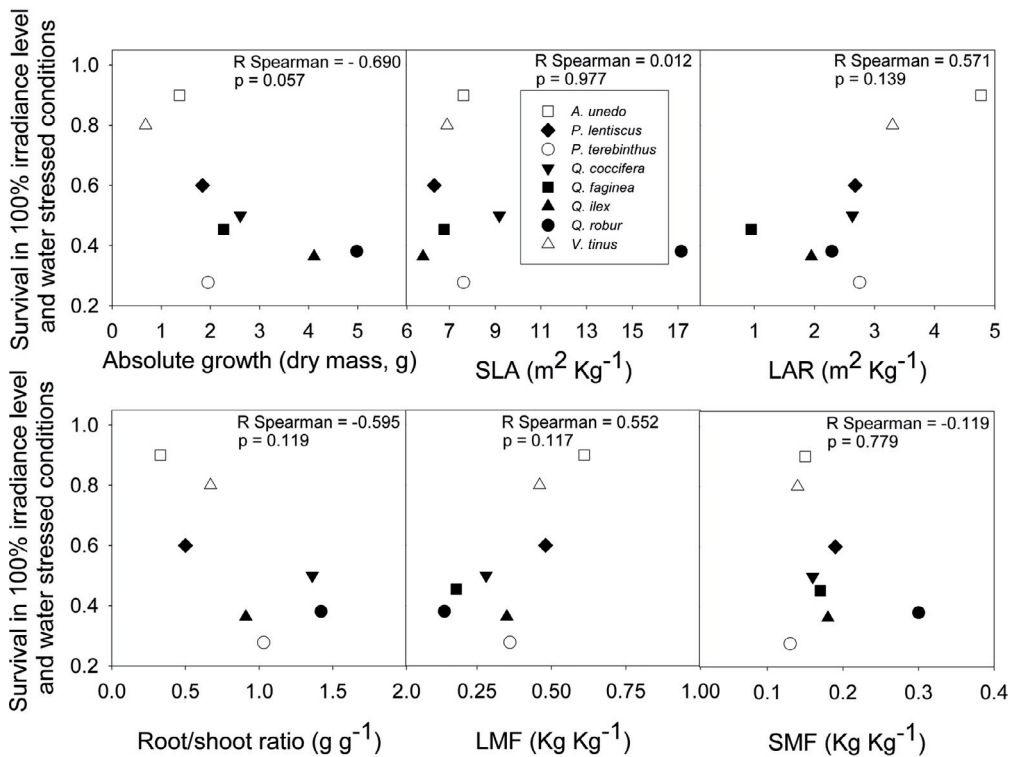 Survival in 100% irradiance level
and water stressed conditions
R Spearman = - 0.690
p = 0.057
R Spearman = 0.012
p = 0.977
R Spearman = 0.571
p = 0.139
A. unedo
P. lentiscus
P. terebinthus
Q. coccifera
Q. faginea
Q. ilex
Q. robur
V. tinus
1.0
0.8
0.6
0.4
0.2
0 1 2 3 4 5 6 7 9 11 13 15 17 1 2 3 4 5
Absolute growth (dry mass, g) SLA (m² Kg⁻¹) LAR (m² Kg⁻¹)
Survival in 100% irradiance level
and water stressed conditions
R Spearman = -0.595
p = 0.119
R Spearman = 0.552
p = 0.117
R Spearman = -0.119
p = 0.779
1.0
0.8
0.6
0.4
0.2
0.0 0.5 1.0 1.5 2.0 0.25 0.50 0.75 1.00 0.1 0.2 0.3 0.4
Root/shoot ratio (g g⁻¹) LMF (Kg Kg⁻¹) SMF (Kg Kg⁻¹)